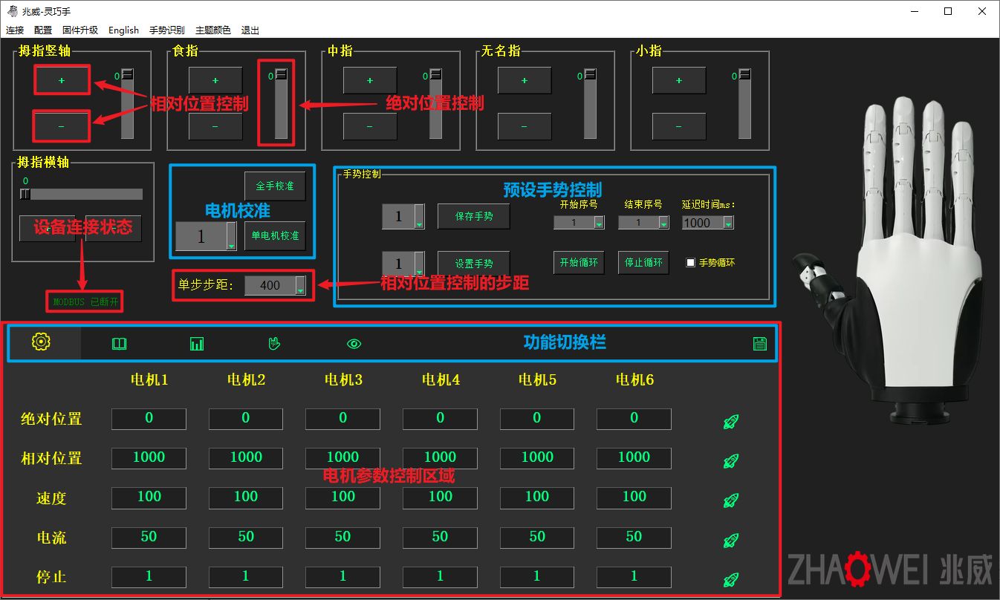 兆威-灵巧手
连接 配置 固件升级 English 手势识别 主题颜色 退出
拇指竖轴 食指 中指 无名指 小指
+ 0 + 0 + 0 + 0 + 0
相对位置控制 绝对位置控制
- - - - -
拇指横轴
0
设备连接状态
MODBUS 已断开
全手校准
电机校准
1 单电机校准
单步步距: 400
相对位置控制的步距
手势控制
预设手势控制
开始序号 结束序号 延迟时间ms:
1 保存手势 1 1 1000
1 设置手势 开始循环 停止循环 手势循环
功能切换栏
电机1 电机2 电机3 电机4 电机5 电机6
绝对位置 0 0 0 0 0 0
相对位置 1000 1000 1000 1000 1000 1000
电机参数控制区域
速度 100 100 100 100 100 100
电流 50 50 50 50 50 50
停止 1 1 1 1 1 1
ZHAOWEI 兆威